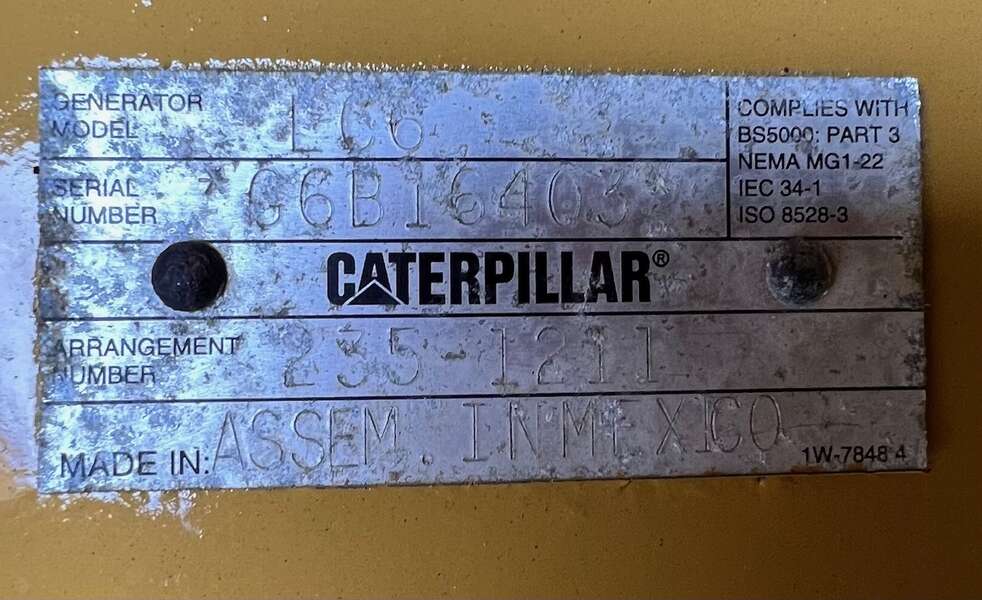 GENERATOR
MODEL LC6
SERIAL
NUMBER G6B16403
COMPLIES WITH
BS5000: PART 3
NEMA MG1-22
IEC 34-1
ISO 8528-3
CATERPILLAR®
ARRANGEMENT
NUMBER 235-1211
MADE IN: ASSEM. IN MEXICO
1W-7848 4